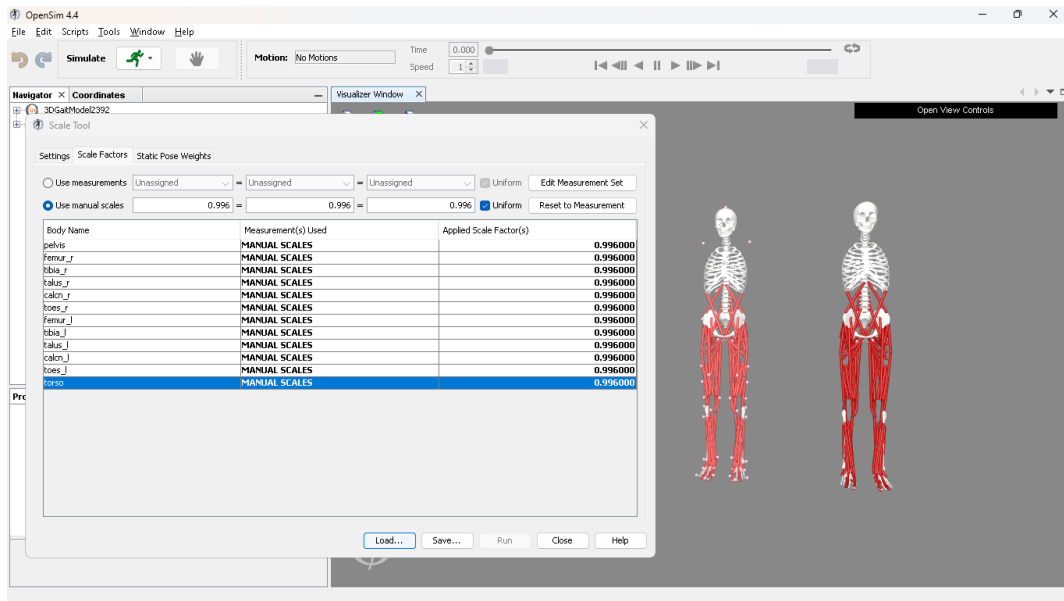 OpenSim 4.4
File Edit Scripts Tools Window Help
Simulate
Motion: No Motions
Time 0.000
Speed 1
Navigator × Coordinates
Visualizer Window ×
3DGaitModel2392
Open View Controls
Scale Tool
Settings Scale Factors Static Pose Weights
Use measurements Unassigned = Unassigned = Unassigned Uniform Edit Measurement Set
Use manual scales 0.996 = 0.996 = 0.996 Uniform Reset to Measurement
Body Name Measurement(s) Used Applied Scale Factor(s)
pelvis MANUAL SCALES 0.996000
femur_r MANUAL SCALES 0.996000
tibia_r MANUAL SCALES 0.996000
talus_r MANUAL SCALES 0.996000
calcn_r MANUAL SCALES 0.996000
toes_r MANUAL SCALES 0.996000
femur_l MANUAL SCALES 0.996000
tibia_l MANUAL SCALES 0.996000
talus_l MANUAL SCALES 0.996000
calcn_l MANUAL SCALES 0.996000
toes_l MANUAL SCALES 0.996000
torso MANUAL SCALES 0.996000
Load... Save... Run Close Help